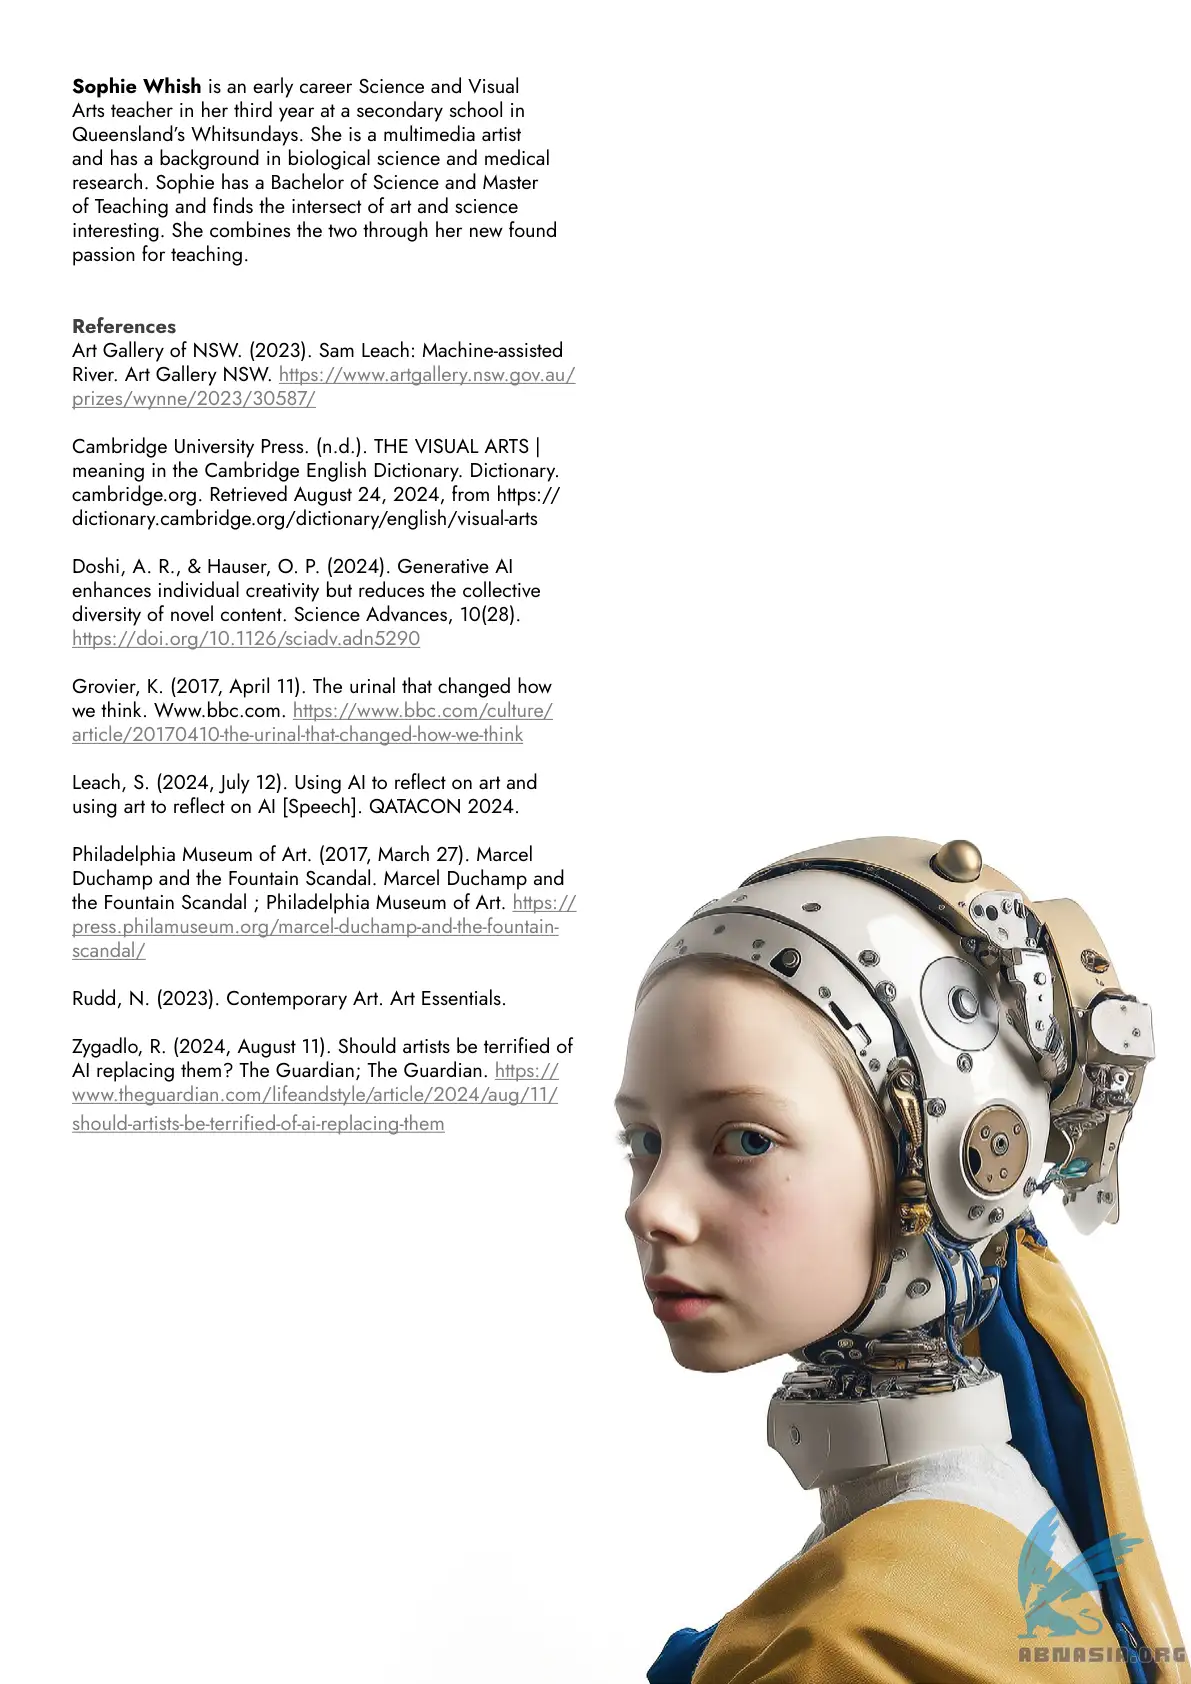 Sophie Whish is an early career Science and Visual
Arts teacher in her third year at a secondary school in
Queensland’s Whitsundays. She is a multimedia artist
and has a background in biological science and medical
research. Sophie has a Bachelor of Science and Master
of Teaching and finds the intersect of art and science
interesting. She combines the two through her new found
passion for teaching.
References
Art Gallery of NSW. (2023). Sam Leach: Machine-assisted
River. Art Gallery NSW. https://www.artgallery.nsw.gov.au/
prizes/wynne/2023/30587/
Cambridge University Press. (n.d.). THE VISUAL ARTS |
meaning in the Cambridge English Dictionary. Dictionary.
cambridge.org. Retrieved August 24, 2024, from https://
dictionary.cambridge.org/dictionary/english/visual-arts
Doshi, A. R., & Hauser, O. P. (2024). Generative AI
enhances individual creativity but reduces the collective
diversity of novel content. Science Advances, 10(28).
https://doi.org/10.1126/sciadv.adn5290
Grovier, K. (2017, April 11). The urinal that changed how
we think. Www.bbc.com. https://www.bbc.com/culture/
article/20170410-the-urinal-that-changed-how-we-think
Leach, S. (2024, July 12). Using AI to reflect on art and
using art to reflect on AI [Speech]. QATACON 2024.
Philadelphia Museum of Art. (2017, March 27). Marcel
Duchamp and the Fountain Scandal. Marcel Duchamp and
the Fountain Scandal ; Philadelphia Museum of Art. https://
press.philamuseum.org/marcel-duchamp-and-the-fountain-
scandal/
Rudd, N. (2023). Contemporary Art. Art Essentials.
Zygadlo, R. (2024, August 11). Should artists be terrified of
AI replacing them? The Guardian; The Guardian. https://
www.theguardian.com/lifeandstyle/article/2024/aug/11/
should-artists-be-terrified-of-ai-replacing-them
ABNASIA.ORG